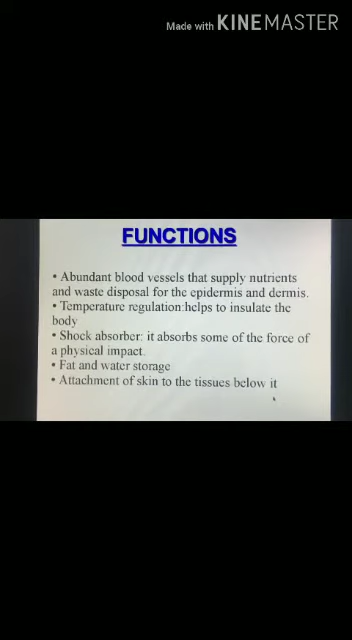 Made with KINEMASTER
FUNCTIONS
• Abundant blood vessels that supply nutrients
and waste disposal for the epidermis and dermis.
• Temperature regulation:helps to insulate the
body
• Shock absorber: it absorbs some of the force of
a physical impact.
• Fat and water storage
• Attachment of skin to the tissues below it